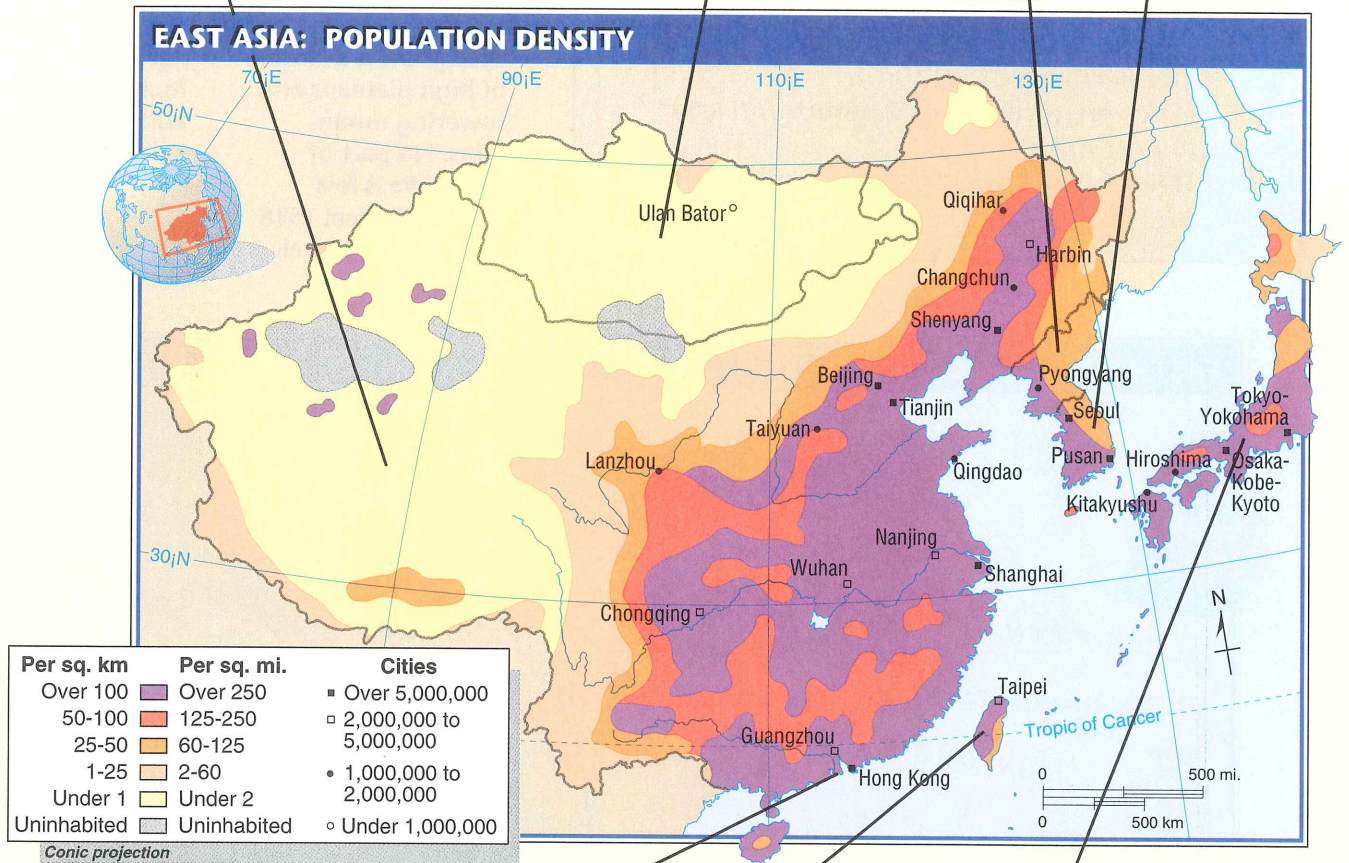 EAST ASIA: POPULATION DENSITY
70¡E
90¡E
110¡E
130¡E
50¡N
Ulan Bator
Qiqihar
Harbin
Changchun
Shenyang
Beijing
Pyongyang
Tianjin
Seoul
Tokyo-
Yokohama
Taiyuan
Lanzhou
Qingdao
Pusan
Hiroshima
Osaka-
Kobe-
Kyoto
Kitakyushu
30¡N
Nanjing
Wuhan
Shanghai
Chongqing
N
Taipei
Tropic of Cancer
Guangzhou
Hong Kong
0 500 mi.
0 500 km
Per sq. km Per sq. mi. Cities
Over 100 Over 250 Over 5,000,000
50-100 125-250 2,000,000 to
5,000,000
25-50 60-125
1-25 2-60 1,000,000 to
2,000,000
Under 1 Under 2
Uninhabited Uninhabited Under 1,000,000
Conic projection